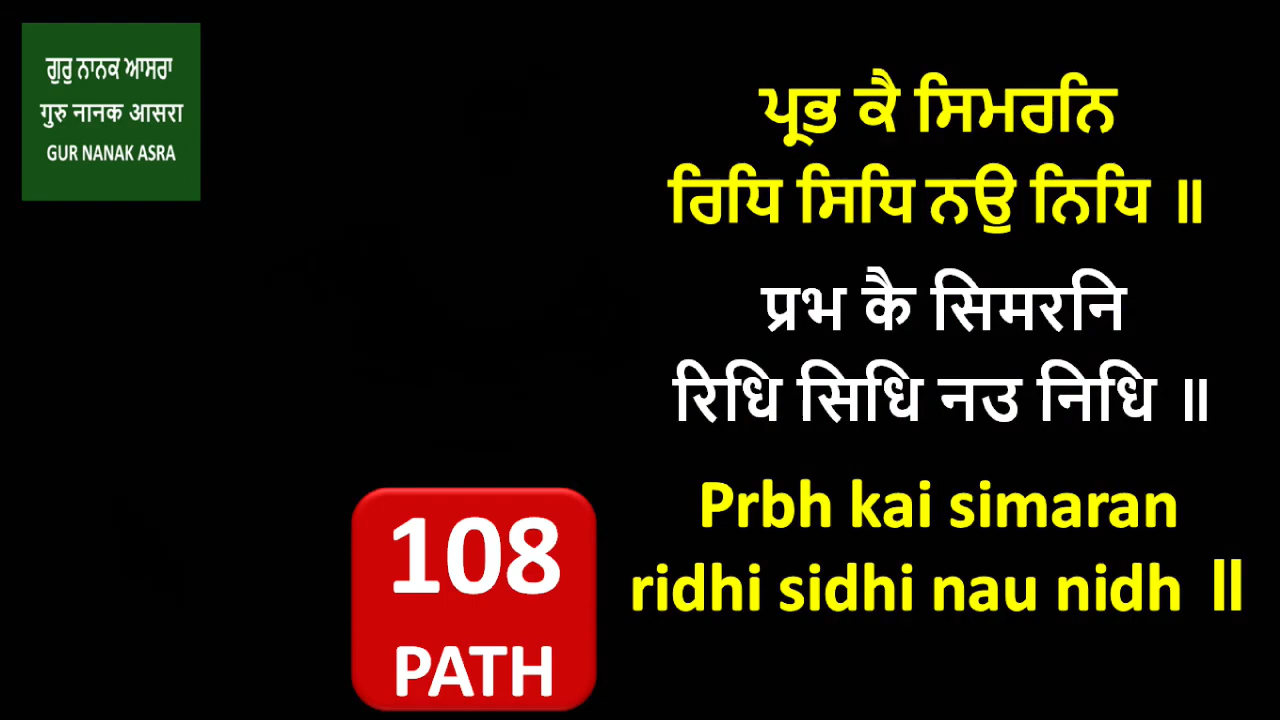 ਗੁਰੁ ਨਾਨਕ ਆਸਰਾ
गुरु नानक आसरा
GUR NANAK ASRA
ਪ੍ਰਭ ਕੈ ਸਿਮਰਨਿ
ਰਿਧਿ ਸਿਧਿ ਨਉ ਨਿਧਿ ॥
प्रभ कै सिमरनि
रिधि सिधि नउ निधि ॥
Prbh kai simaran
ridhi sidhi nau nidh ॥
108
PATH